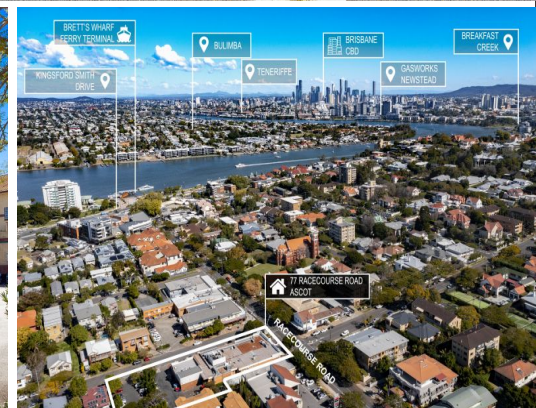 BRETT'S WHARF
FERRY TERMINAL
KINGSFORD SMITH
DRIVE
BULIMBA
TENERIFFE
BRISBANE
CBD
GASWORKS
NEWSTEAD
BREAKFAST
CREEK
77 RACECOURSE ROAD
ASCOT
RACECOURSE ROAD